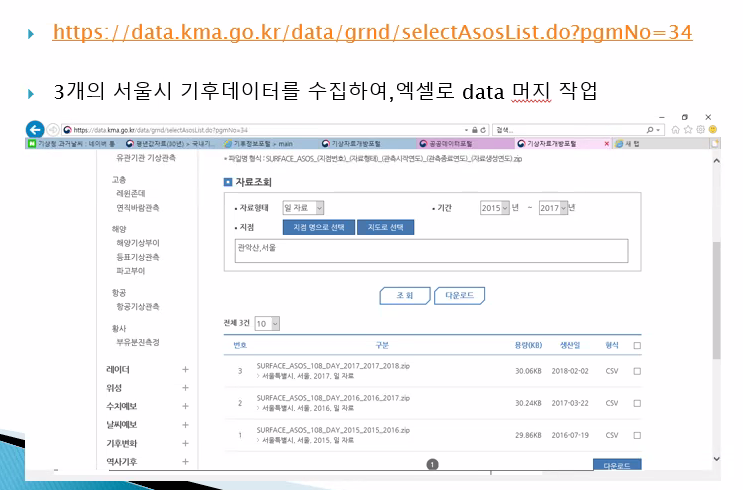 https://data.kma.go.kr/data/grnd/selectAsosList.do?pgmNo=34
3개의 서울시 기후데이터를 수집하여,엑셀로 data 머지 작업
https://data.kma.go.kr/data/grnd/selectAsosList.do?pgmNo=34
검색...
기상청 과거날씨 : 네이버 통
평년값자료(30년) > 국내기...
기류정보포털 > main
기상자료개방포털
공공데이터포털
기상자료개방포털
새 탭
유관기관 기상관측
고층
레윈존데
연직바람관측
해양
해양기상부이
등표기상관측
파고부이
항공
항공기상관측
황사
부유분진측정
레이더 +
위성 +
수치예보 +
날씨예보 +
기후변화 +
역사기후 +
파일명 형식 : SURFACE_ASOS_(지점번호)_(자료형태)_(관측시작연도)_(관측종료연도)_(자료생성연도).zip
자료조회
자료형태 일 자료
기간 2015 년 ~ 2017 년
지점 지점 명으로 선택 지도로 선택
관악산,서울
조 회 다운로드
전체 3건 10
번호 구분 용량(KB) 생산일 형식
3 SURFACE_ASOS_108_DAY_2017_2017_2018.zip 30.06KB 2018-02-02 CSV
서울특별시, 서울, 2017, 일 자료
2 SURFACE_ASOS_108_DAY_2016_2016_2017.zip 30.24KB 2017-03-22 CSV
서울특별시, 서울, 2016, 일 자료
1 SURFACE_ASOS_108_DAY_2015_2015_2016.zip 29.86KB 2016-07-19 CSV
서울특별시, 서울, 2015, 일 자료
1
다운로드